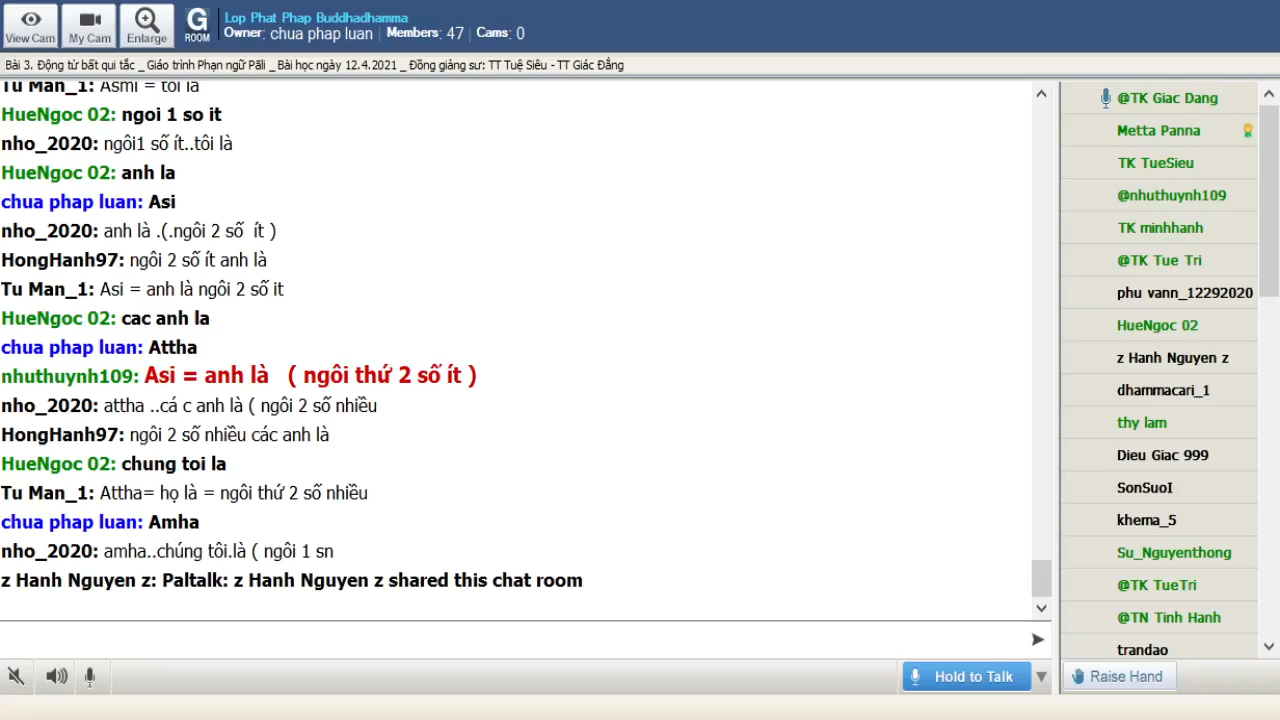 View Cam
My Cam
Enlarge
G
ROOM
Lop Phat Phap Buddhadhamma
Owner: chua phap luan | Members: 47 | Cams: 0
Bài 3. Động từ bất qui tắc _ Giáo trình Phạn ngữ Pāli _ Bài học ngày 12.4.2021 _ Đồng giảng sư: TT Tuệ Siêu - TT Giác Đẳng
Tu Man_1: Asmi = tôi là
HueNgoc 02: ngoi 1 so it
nho_2020: ngôi1 số ít..tôi là
HueNgoc 02: anh la
chua phap luan: Asi
nho_2020: anh là .(.ngôi 2 số ít )
HongHanh97: ngôi 2 số ít anh là
Tu Man_1: Asi = anh là ngôi 2 số it
HueNgoc 02: cac anh la
chua phap luan: Attha
nhuthuynh109: Asi = anh là ( ngôi thứ 2 số ít )
nho_2020: attha ..cá c anh là ( ngôi 2 số nhiều
HongHanh97: ngôi 2 số nhiều các anh là
HueNgoc 02: chung toi la
Tu Man_1: Attha= họ là = ngôi thứ 2 số nhiều
chua phap luan: Amha
nho_2020: amha..chúng tôi.là ( ngôi 1 sn
z Hanh Nguyen z: Paltalk: z Hanh Nguyen z shared this chat room
@TK Giac Dang
Metta Panna
TK TueSieu
@nhuthuynh109
TK minhhanh
@TK Tue Tri
phu vann_12292020
HueNgoc 02
z Hanh Nguyen z
dhammacari_1
thy lam
Dieu Giac 999
SonSuoI
khema_5
Su_Nguyenthong
@TK TueTri
@TN Tinh Hanh
trandao
Hold to Talk
Raise Hand